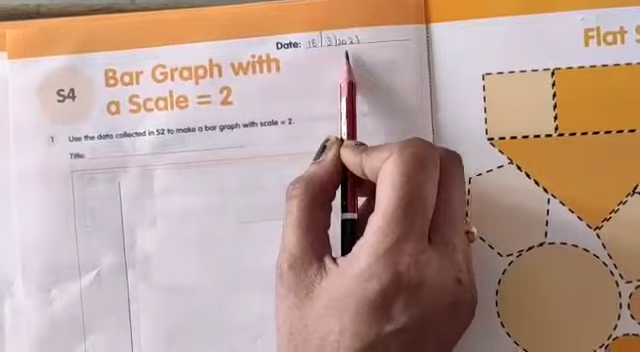 Date: 18/3/2021
S4
Bar Graph with
a Scale = 2
1 Use the data collected in S2 to make a bar graph with scale = 2.
Title:
Flat